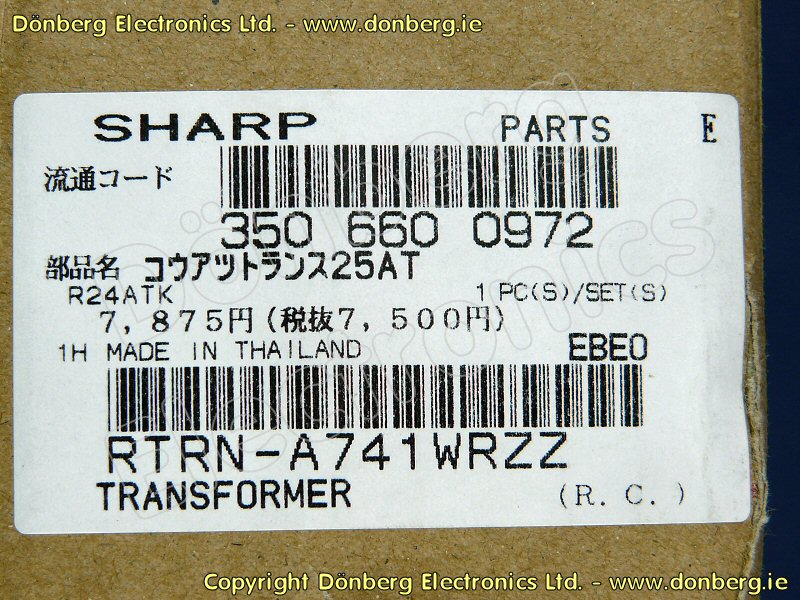 Dönberg Electronics Ltd. - www.donberg.ie
SHARP PARTS E
流通コード
350 660 0972
部品名 コウアツトランス25AT
R24ATK 1 PC(S)/SET(S)
7,875円(税抜7,500円)
1H MADE IN THAILAND EBE0
RTRN-A741WRZZ
TRANSFORMER (R.C.)
Dönberg Electronics
Copyright Dönberg Electronics Ltd. - www.donberg.ie